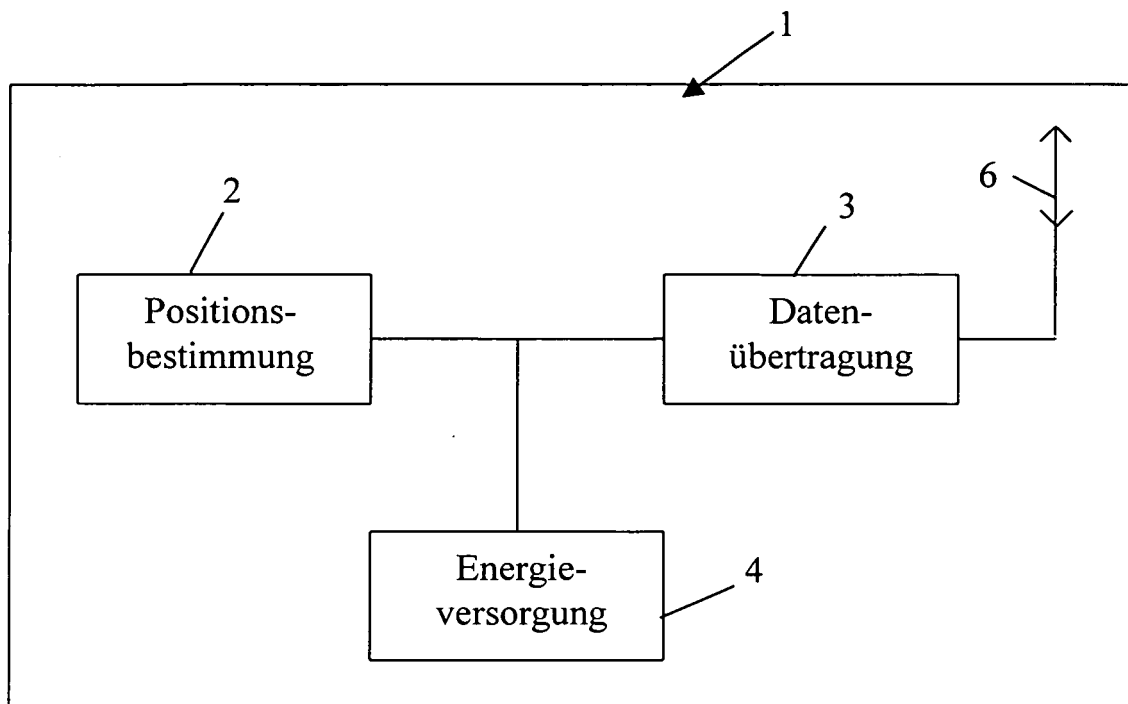 1
2
3
6
Positions-
bestimmung
Daten-
übertragung
Energie-
versorgung
4